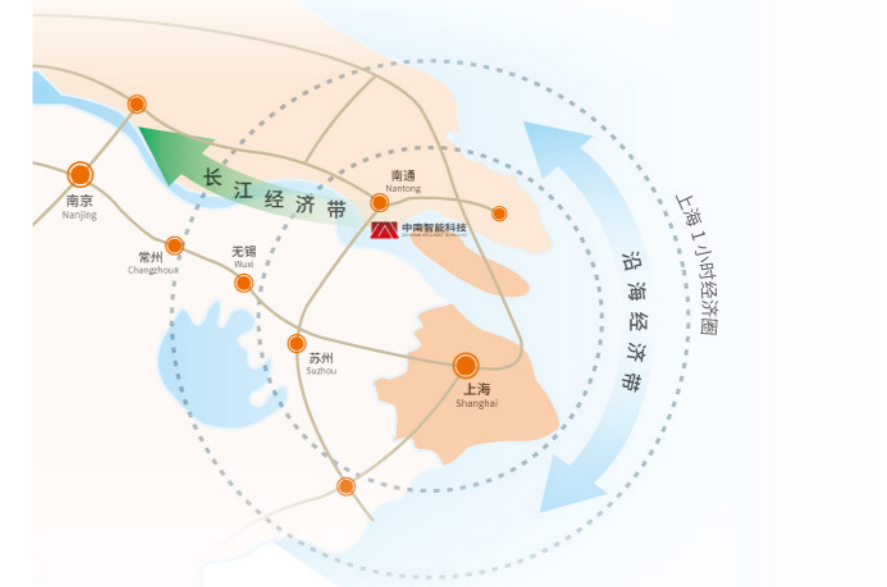 南通
Nantong
长江经济带
中南智能科技
南京
Nanjing
常州
Changzhou
无锡
Wuxi
上海1小时经济圈
沿海经济带
苏州
Suzhou
上海
Shanghai